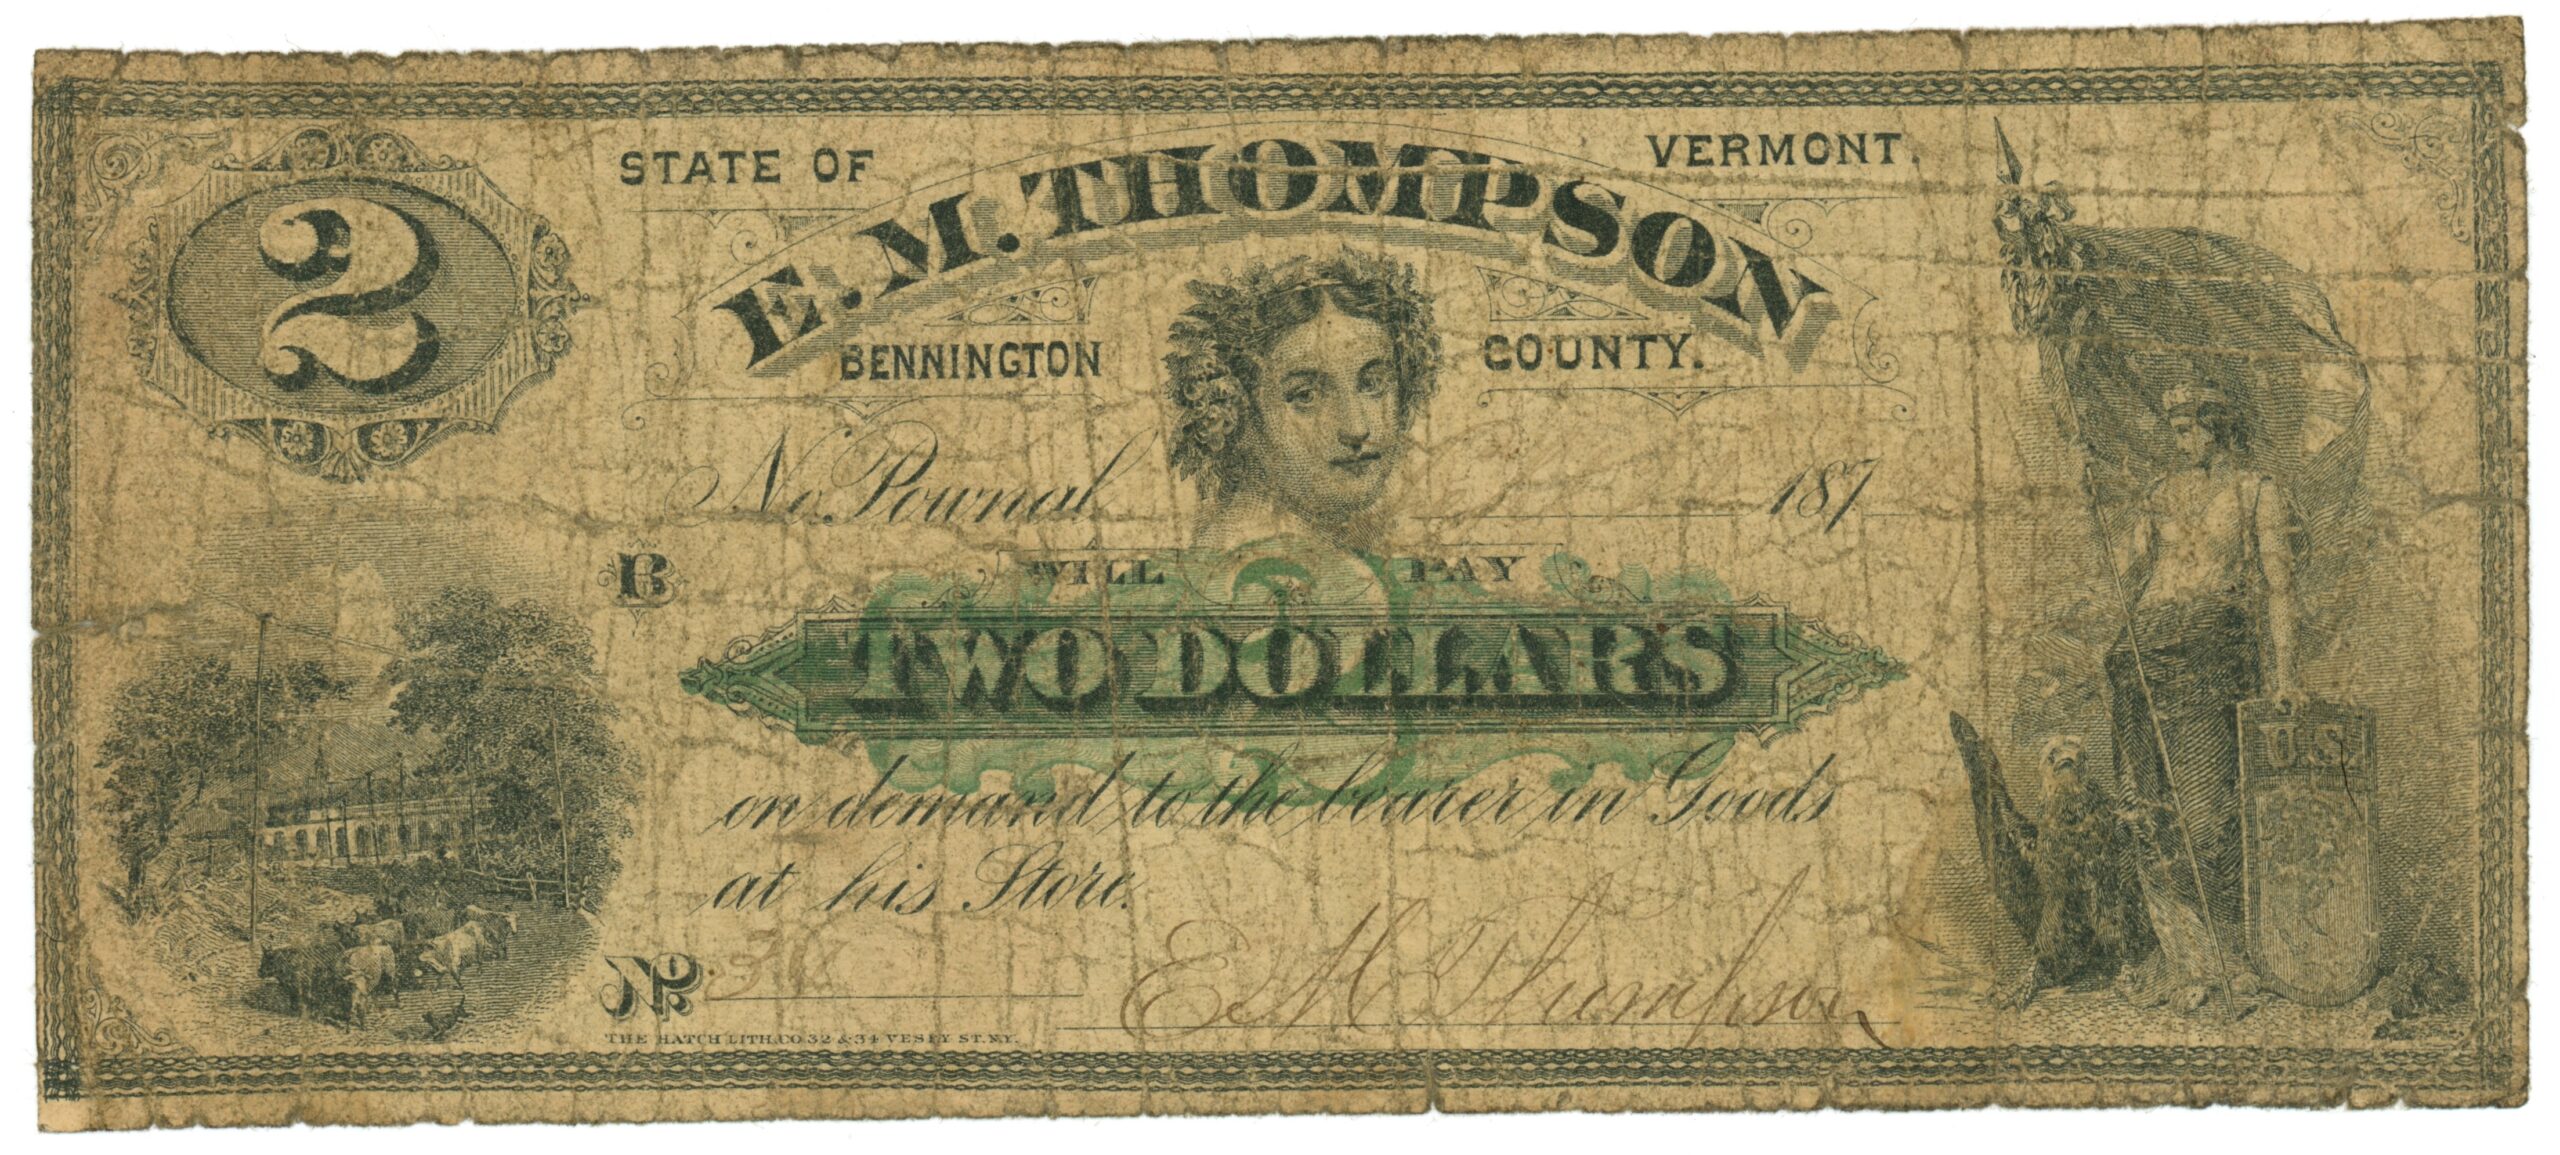 STATE OF VERMONT.
2
E. M. THOMPSON
BENNINGTON COUNTY.
No. Pownal 187
B WILL PAY
2
TWO DOLLARS
U.S.
on demand to the bearer in Goods
at his Store.
No.
E M Thompson
THE HATCH LITH. CO 32 & 34 VESEY ST. N.Y.